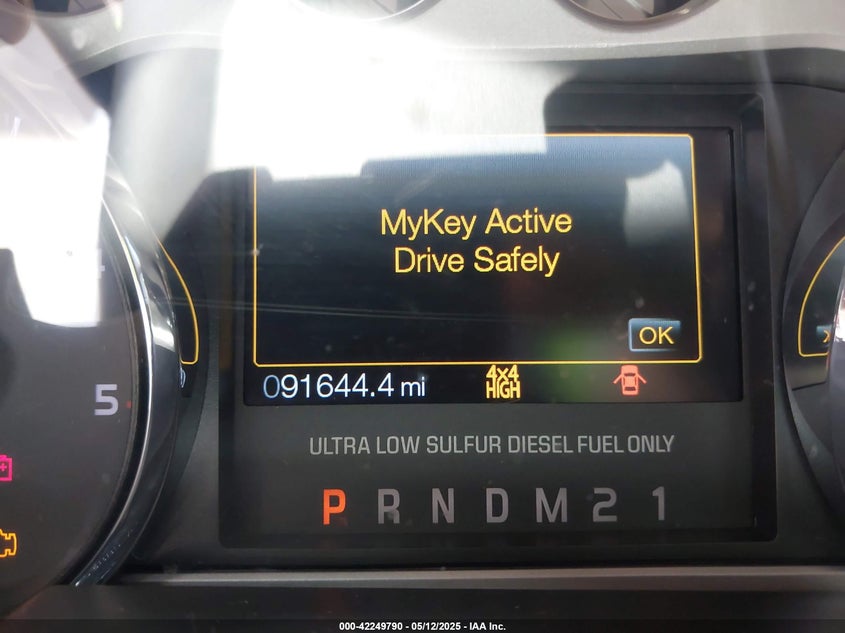 MyKey Active
Drive Safely
OK
091644.4 mi
4x4
HIGH
5
ULTRA LOW SULFUR DIESEL FUEL ONLY
P R N D M 2 1
000-42249790 - 05/12/2025 - IAA Inc.